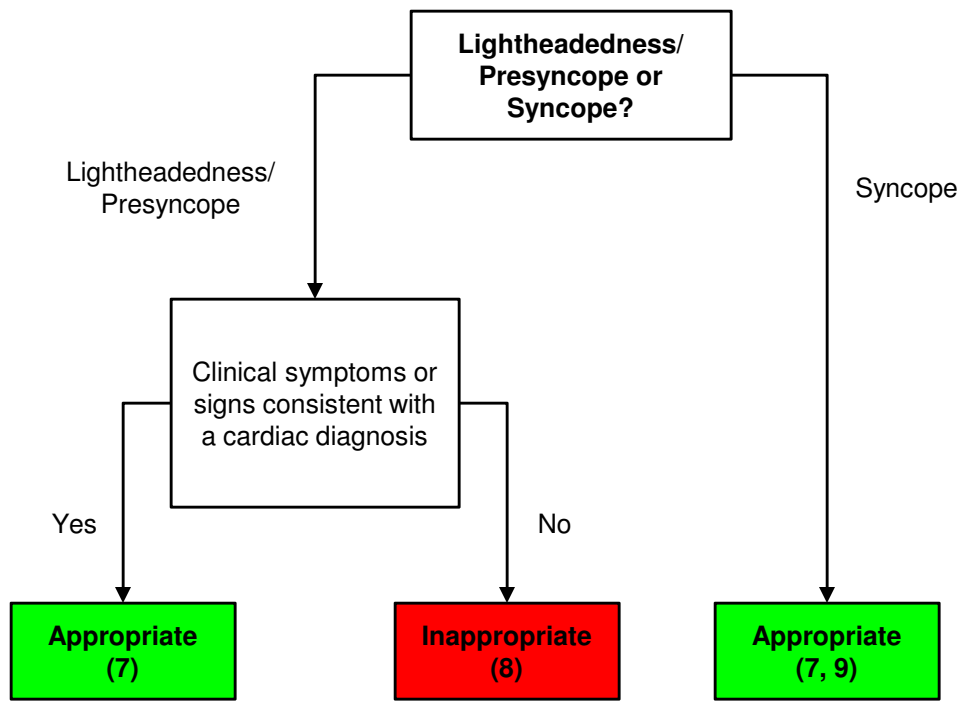 Lightheadedness/
Presyncope or
Syncope?
Lightheadedness/
Presyncope
Syncope
Clinical symptoms or
signs consistent with
a cardiac diagnosis
Yes
No
Appropriate
(7)
Inappropriate
(8)
Appropriate
(7, 9)